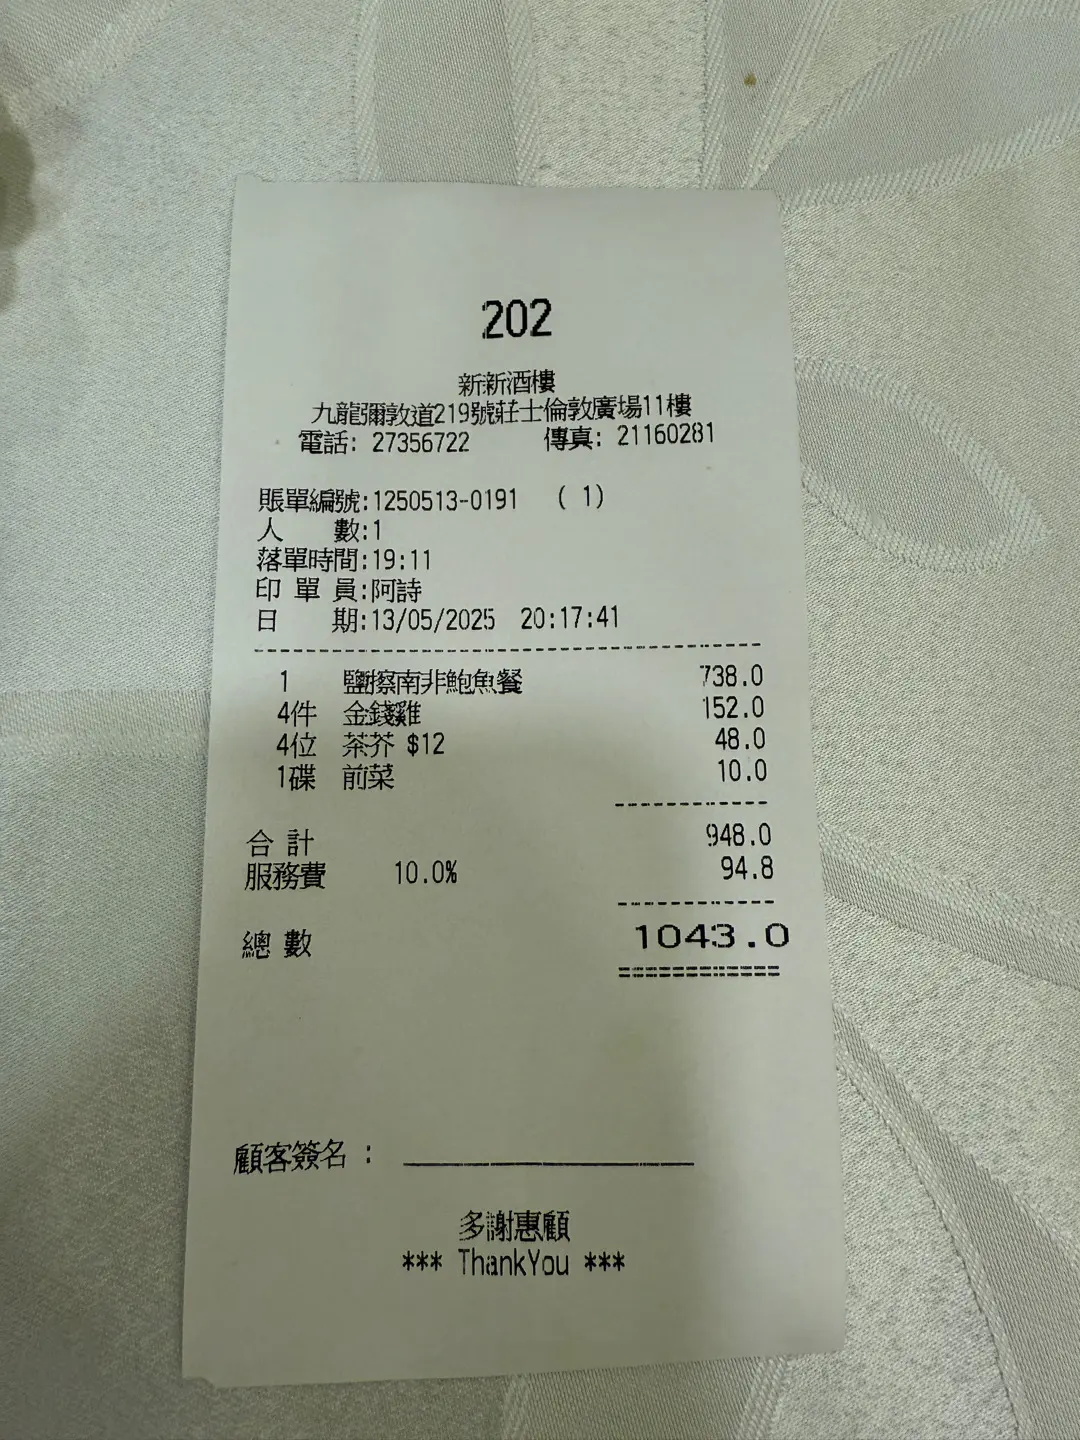 202
新新酒樓
九龍彌敦道219號莊士倫敦廣場11樓
電話: 27356722 傳真: 21160281
賬單編號:1250513-0191 ( 1)
人 數:1
落單時間:19:11
印 單 員:阿詩
日 期:13/05/2025 20:17:41
1 鹽擦南非鮑魚餐 738.0
4件 金錢雞 152.0
4位 茶芥 $12 48.0
1碟 前菜 10.0
合 計 948.0
服務費 10.0% 94.8
總 數 1043.0
顧客簽名 :
多謝惠顧
*** ThankYou ***